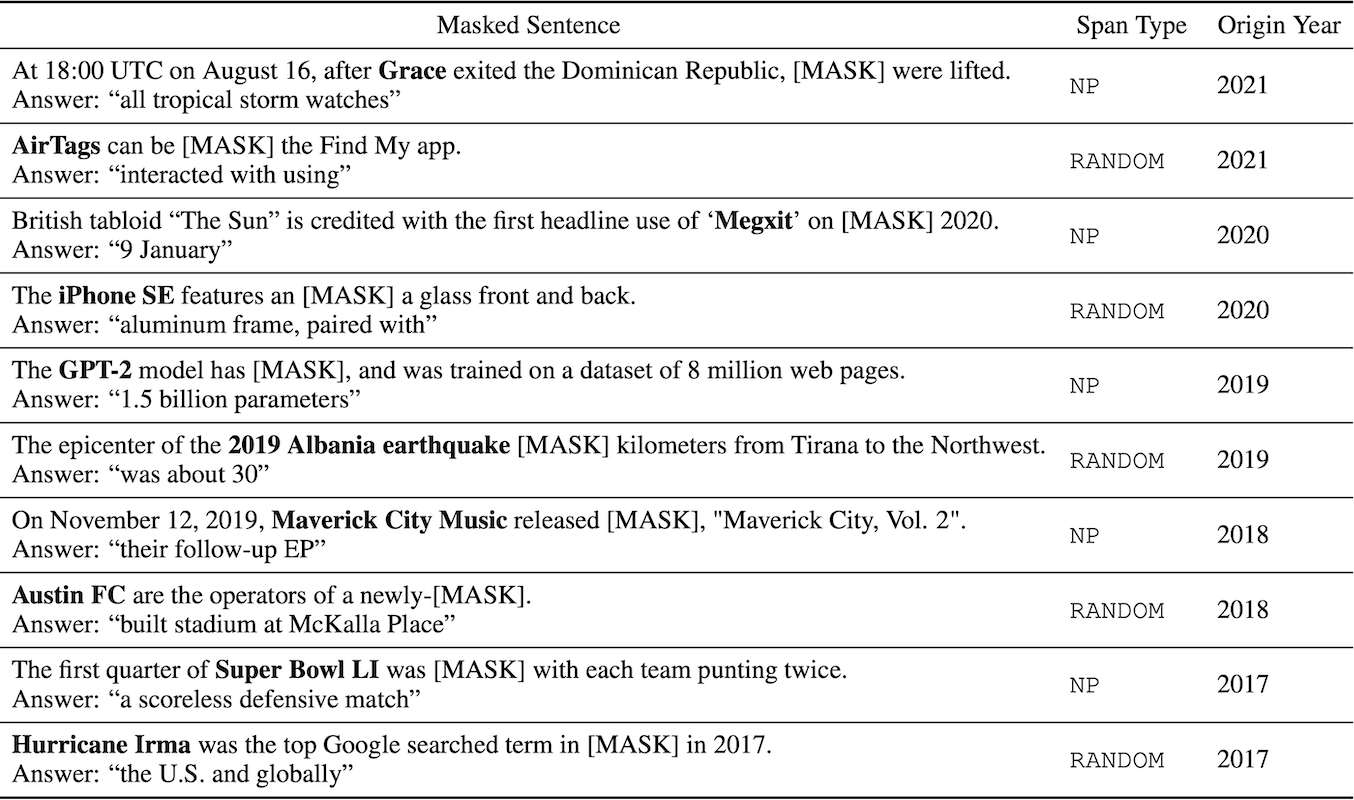 Masked Sentence Span Type Origin Year
At 18:00 UTC on August 16, after Grace exited the Dominican Republic, [MASK] were lifted.
Answer: “all tropical storm watches”
NP 2021
AirTags can be [MASK] the Find My app.
Answer: “interacted with using”
RANDOM 2021
British tabloid “The Sun” is credited with the first headline use of ‘Megxit’ on [MASK] 2020.
Answer: “9 January”
NP 2020
The iPhone SE features an [MASK] a glass front and back.
Answer: “aluminum frame, paired with”
RANDOM 2020
The GPT-2 model has [MASK], and was trained on a dataset of 8 million web pages.
Answer: “1.5 billion parameters”
NP 2019
The epicenter of the 2019 Albania earthquake [MASK] kilometers from Tirana to the Northwest.
Answer: “was about 30”
RANDOM 2019
On November 12, 2019, Maverick City Music released [MASK], "Maverick City, Vol. 2".
Answer: “their follow-up EP”
NP 2018
Austin FC are the operators of a newly-[MASK].
Answer: “built stadium at McKalla Place”
RANDOM 2018
The first quarter of Super Bowl LI was [MASK] with each team punting twice.
Answer: “a scoreless defensive match”
NP 2017
Hurricane Irma was the top Google searched term in [MASK] in 2017.
Answer: “the U.S. and globally”
RANDOM 2017